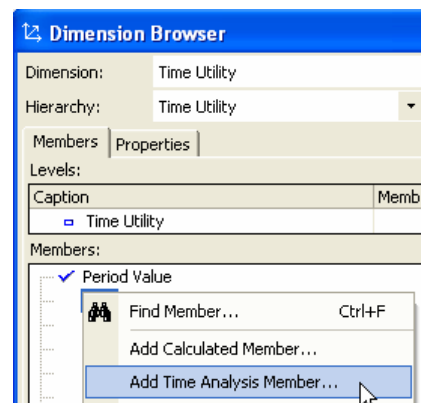 Dimension Browser
Dimension: Time Utility
Hierarchy: Time Utility
Members Properties
Levels:
Caption Memb
Time Utility
Members:
Period Value
Find Member... Ctrl+F
Add Calculated Member...
Add Time Analysis Member...